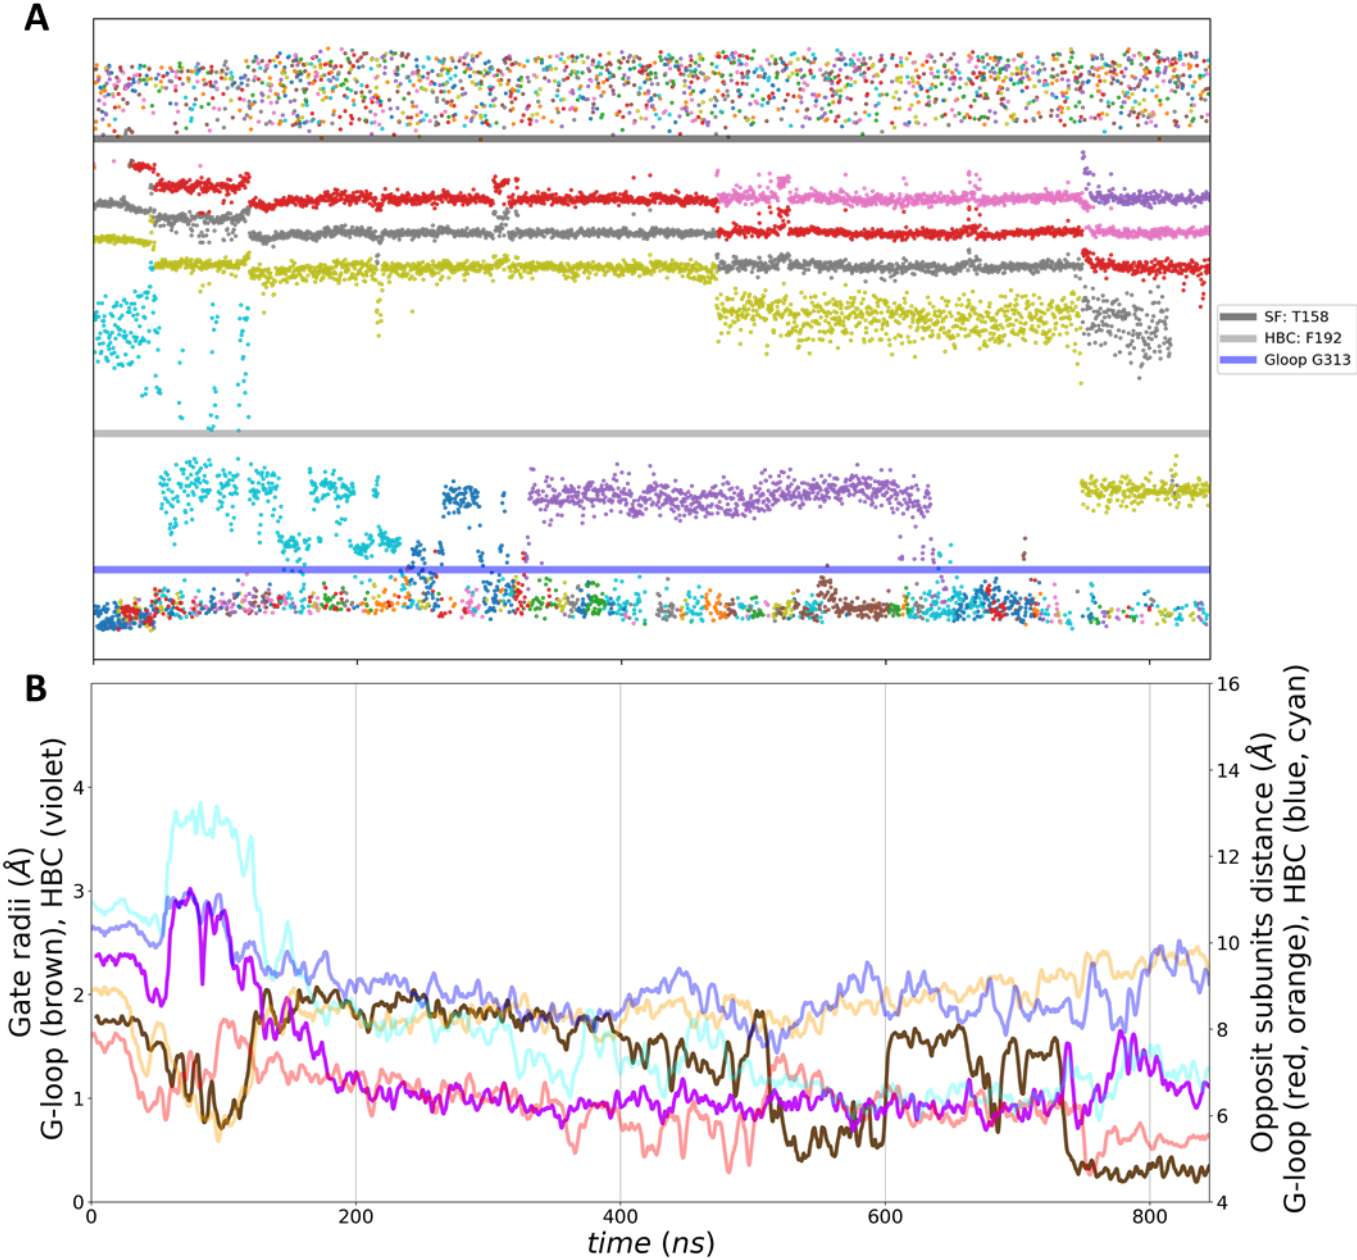 A
SF: T158
HBC: F192
Gloop G313
B
Gate radii (Å)
G-loop (brown), HBC (violet)
4
3
2
1
0
16
14
12
10
8
6
4
Opposit subunits distance (Å)
G-loop (red, orange), HBC (blue, cyan)
0 200 400 600 800
time (ns)